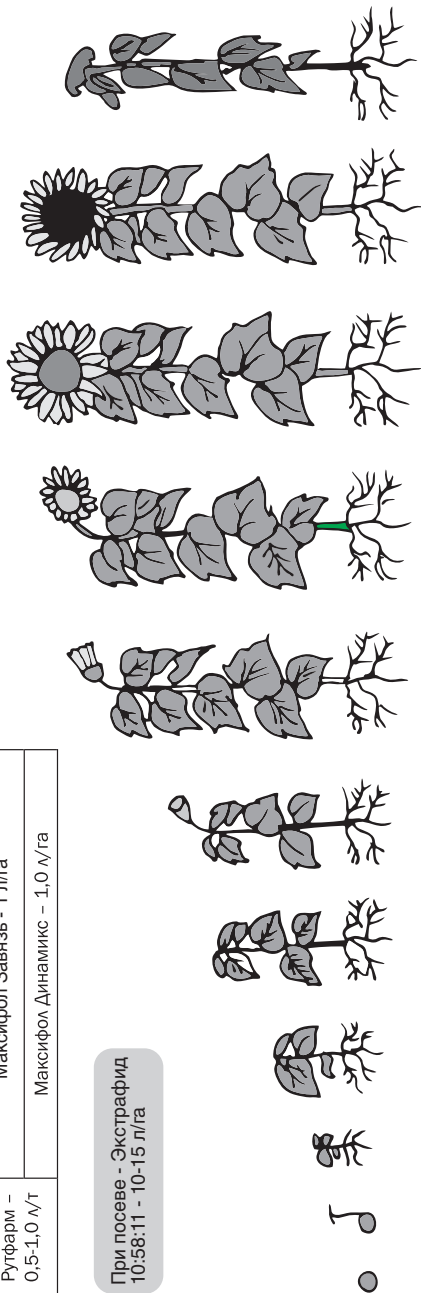 Рутфарм –
0,5-1,0 л/т
Максифол Завязь - 1 л/га
Максифол Динамикс – 1,0 л/га
При посеве - Экстрафид
10:58:11 - 10-15 л/га